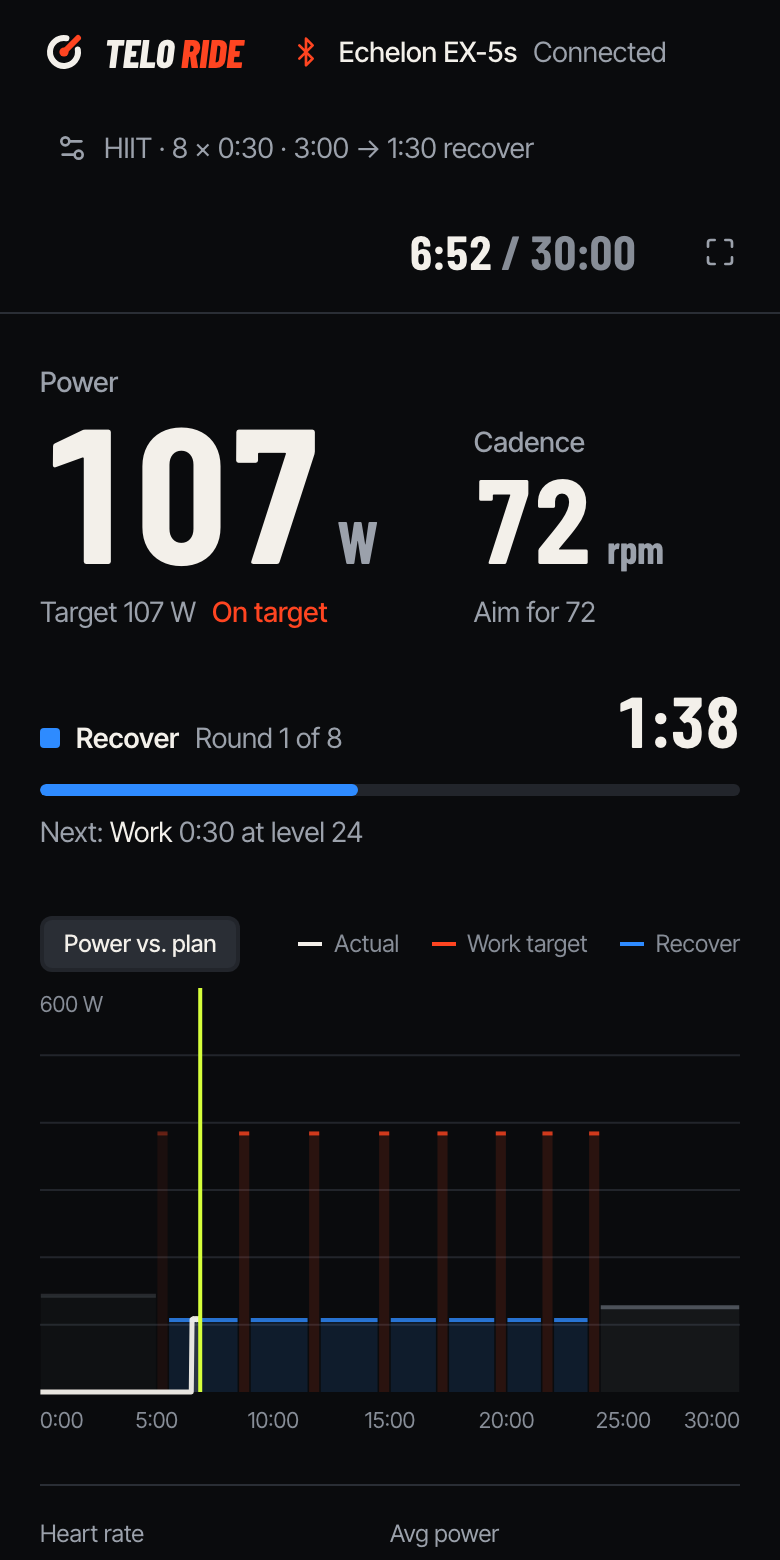 TELO RIDE Echelon EX-5s Connected
HIIT · 8 × 0:30 · 3:00 → 1:30 recover
6:52 / 30:00
Power
107 W
Target 107 W On target
Cadence
72 rpm
Aim for 72
Recover Round 1 of 8 1:38
Next: Work 0:30 at level 24
Power vs. plan Actual Work target Recover
600 W
0:00 5:00 10:00 15:00 20:00 25:00 30:00
Heart rate Avg power